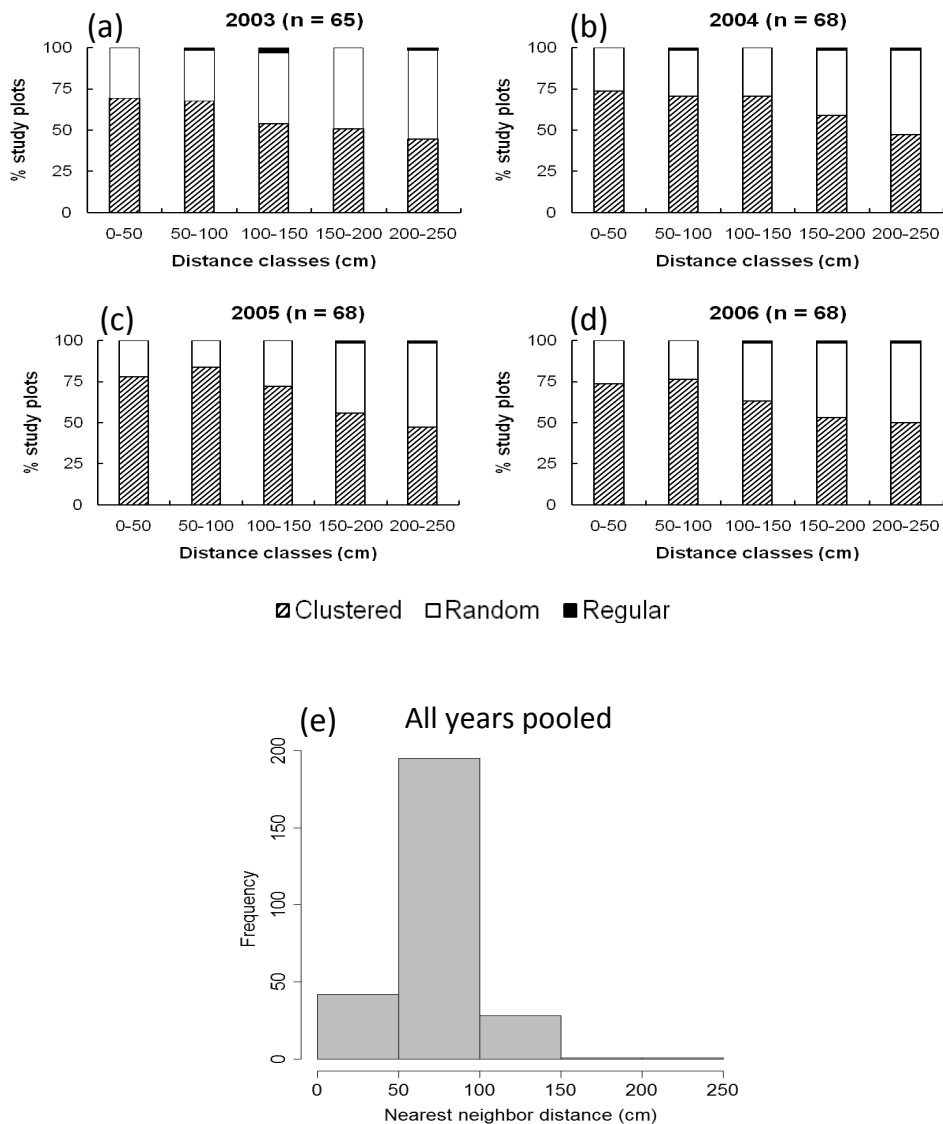 (a) 2003 (n = 65)
100
75
50
25
0
% study plots
0-50 50-100 100-150 150-200 200-250
Distance classes (cm)
(b) 2004 (n = 68)
100
75
50
25
0
% study plots
0-50 50-100 100-150 150-200 200-250
Distance classes (cm)
(c) 2005 (n = 68)
100
75
50
25
0
% study plots
0-50 50-100 100-150 150-200 200-250
Distance classes (cm)
(d) 2006 (n = 68)
100
75
50
25
0
% study plots
0-50 50-100 100-150 150-200 200-250
Distance classes (cm)
Clustered Random Regular
(e) All years pooled
200
150
100
50
0
Frequency
0 50 100 150 200 250
Nearest neighbor distance (cm)